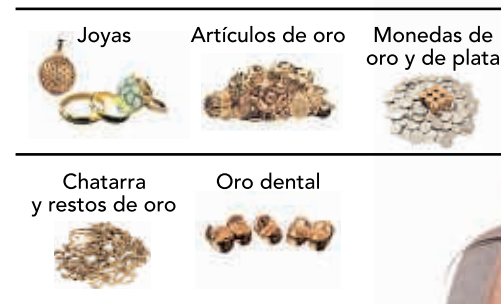 Joyas
Artículos de oro
Monedas de
oro y de plata
Chatarra
y restos de oro
Oro dental